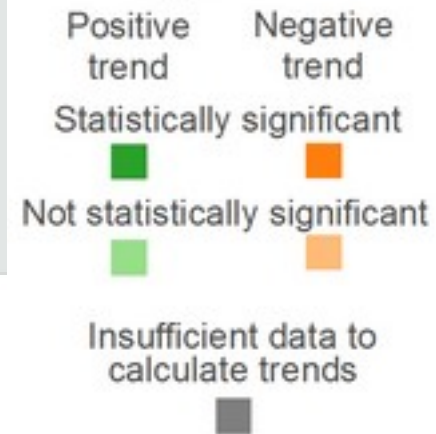 Positive trend Negative trend
Statistically significant
Not statistically significant
Insufficient data to
calculate trends